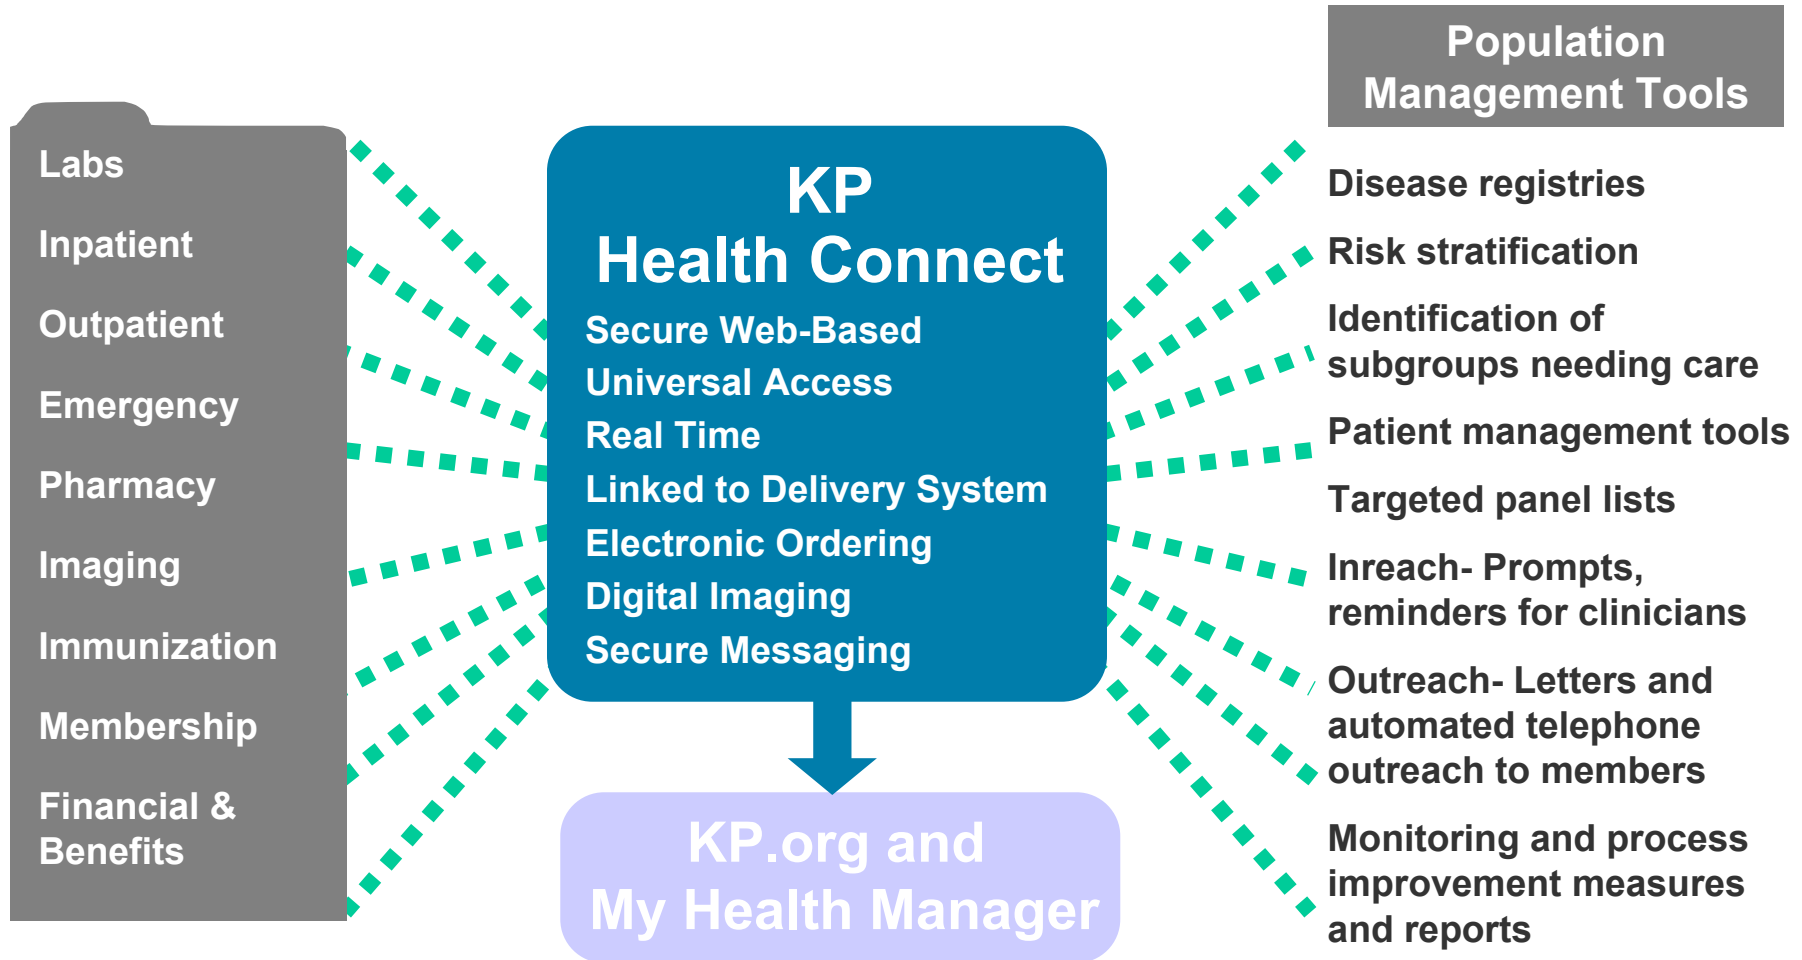 Labs
Inpatient
Outpatient
Emergency
Pharmacy
Imaging
Immunization
Membership
Financial &
Benefits
KP
Health Connect
Secure Web-Based
Universal Access
Real Time
Linked to Delivery System
Electronic Ordering
Digital Imaging
Secure Messaging
KP.org and
My Health Manager
Population
Management Tools
Disease registries
Risk stratification
Identification of
subgroups needing care
Patient management tools
Targeted panel lists
Inreach- Prompts,
reminders for clinicians
Outreach- Letters and
automated telephone
outreach to members
Monitoring and process
improvement measures
and reports